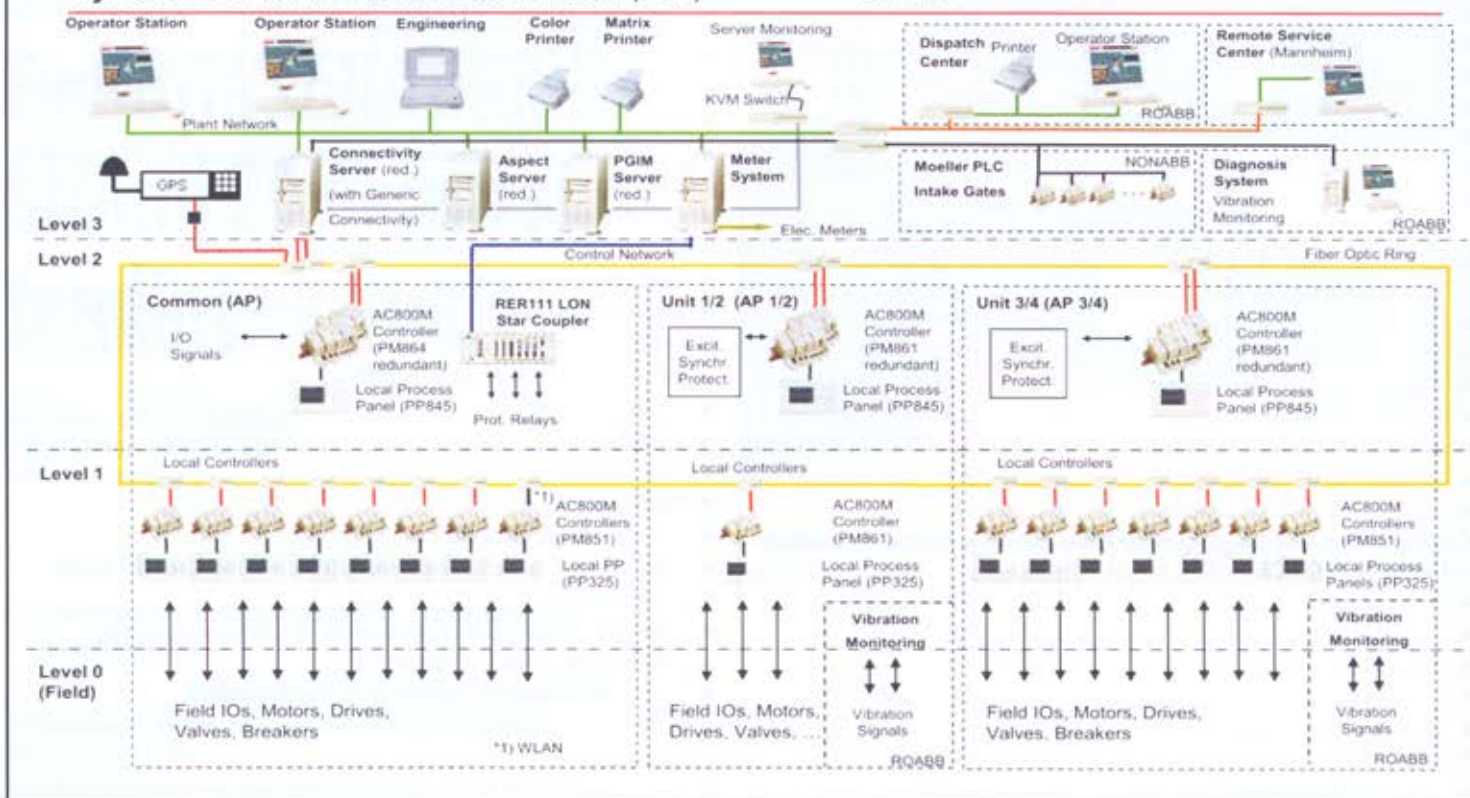 Operator Station
Operator Station
Engineering
Color
Printer
Matrix
Printer
Server Monitoring
KVM Switch
Dispatch
Center
Printer
Operator Station
ROABB
Remote Service
Center (Mannheim)
Plant Network
GPS
Connectivity
Server (red.)
(with Generic
Connectivity)
Aspect
Server
(red.)
PGIM
Server
(red.)
Meter
System
Elec. Meters
Moeller PLC
Intake Gates
NONABB
Diagnosis
System
Vibration
Monitoring
ROABB
Level 3
Level 2
Control Network
Fiber Optic Ring
Common (AP)
I/O
Signals
AC800M
Controller
(PM864
redundant)
Local Process
Panel (PP845)
RER111 LON
Star Coupler
Prot. Relays
Unit 1/2 (AP 1/2)
Excit.
Synchr.
Protect.
AC800M
Controller
(PM861
redundant)
Local Process
Panel (PP845)
Unit 3/4 (AP 3/4)
Excit.
Synchr.
Protect.
AC800M
Controller
(PM861
redundant)
Local Process
Panel (PP845)
Level 1
Local Controllers
*1)
AC800M
Controllers
(PM851)
Local PP
(PP325)
Local Controllers
AC800M
Controller
(PM861)
Local Process
Panel (PP325)
Local Controllers
AC800M
Controllers
(PM851)
Local Process
Panels (PP325)
Vibration
Monitoring
Vibration
Monitoring
Level 0
(Field)
Field IOs, Motors, Drives,
Valves, Breakers
*1) WLAN
Field IOs, Motors,
Drives, Valves, ...
Vibration
Signals
ROABB
Field IOs, Motors, Drives,
Valves, Breakers
Vibration
Signals
ROABB